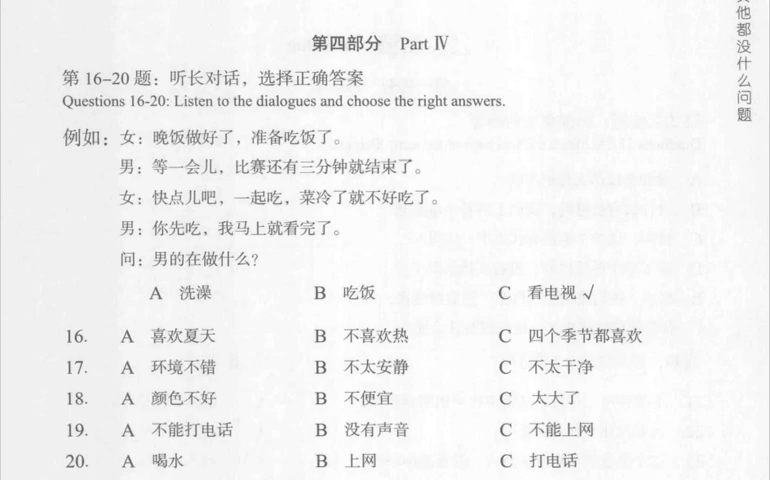 第四部分 Part Ⅳ
第 16-20 题：听长对话，选择正确答案
Questions 16-20: Listen to the dialogues and choose the right answers.
例如：女：晚饭做好了，准备吃饭了。
男：等一会儿，比赛还有三分钟就结束了。
女：快点儿吧，一起吃，菜冷了就不好吃了。
男：你先吃，我马上就看完了。
问：男的在做什么？
A 洗澡 B 吃饭 C 看电视 √
16. A 喜欢夏天 B 不喜欢热 C 四个季节都喜欢
17. A 环境不错 B 不太安静 C 不太干净
18. A 颜色不好 B 不便宜 C 太大了
19. A 不能打电话 B 没有声音 C 不能上网
20. A 喝水 B 上网 C 打电话
他都没什么问题